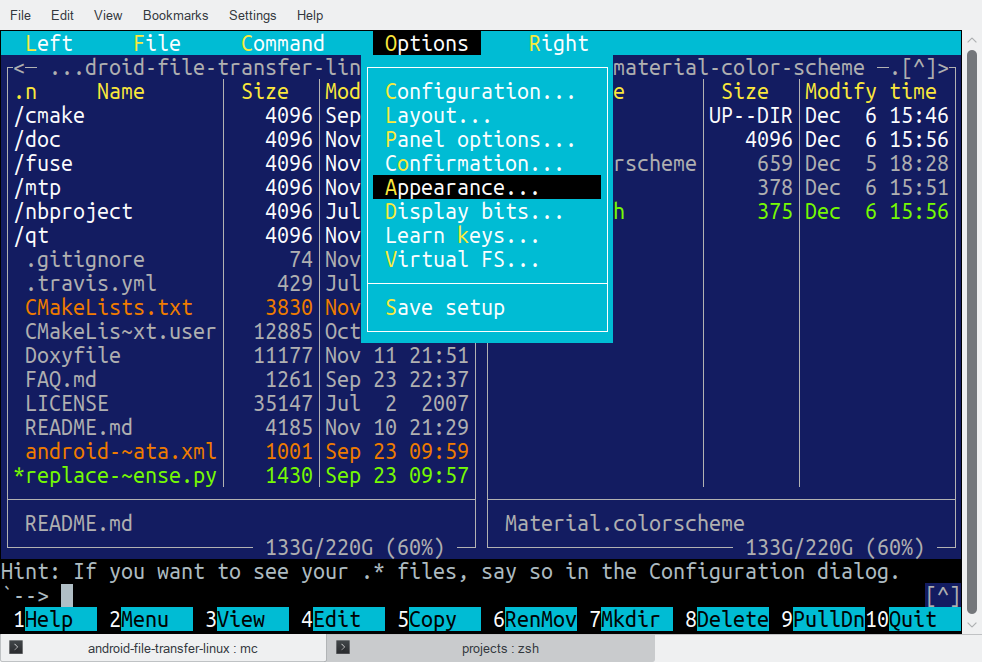 File Edit View Bookmarks Settings Help
Left File Command Options Right
<─ ...droid-file-transfer-lin material-color-scheme ─.[^]>
.n Name Size Mod e Size Modify time
/cmake 4096 Sep UP--DIR Dec 6 15:46
/doc 4096 Nov 4096 Dec 6 15:56
/fuse 4096 Nov rscheme 659 Dec 5 18:28
/mtp 4096 Nov 378 Dec 6 15:51
/nbproject 4096 Jul h 375 Dec 6 15:56
/qt 4096 Nov
.gitignore 74 Nov
.travis.yml 429 Jul
CMakeLists.txt 3830 Nov
CMakeLis~xt.user 12885 Oct
Doxyfile 11177 Nov 11 21:51
FAQ.md 1261 Sep 23 22:37
LICENSE 35147 Jul 2 2007
README.md 4185 Nov 10 21:29
android-~ata.xml 1001 Sep 23 09:59
*replace-~ense.py 1430 Sep 23 09:57
Configuration...
Layout...
Panel options...
Confirmation...
Appearance...
Display bits...
Learn keys...
Virtual FS...
Save setup
README.md Material.colorscheme
133G/220G (60%) 133G/220G (60%)
Hint: If you want to see your .* files, say so in the Configuration dialog.
`--> [^]
1Help 2Menu 3View 4Edit 5Copy 6RenMov 7Mkdir 8Delete 9PullDn 10Quit
android-file-transfer-linux : mc projects : zsh